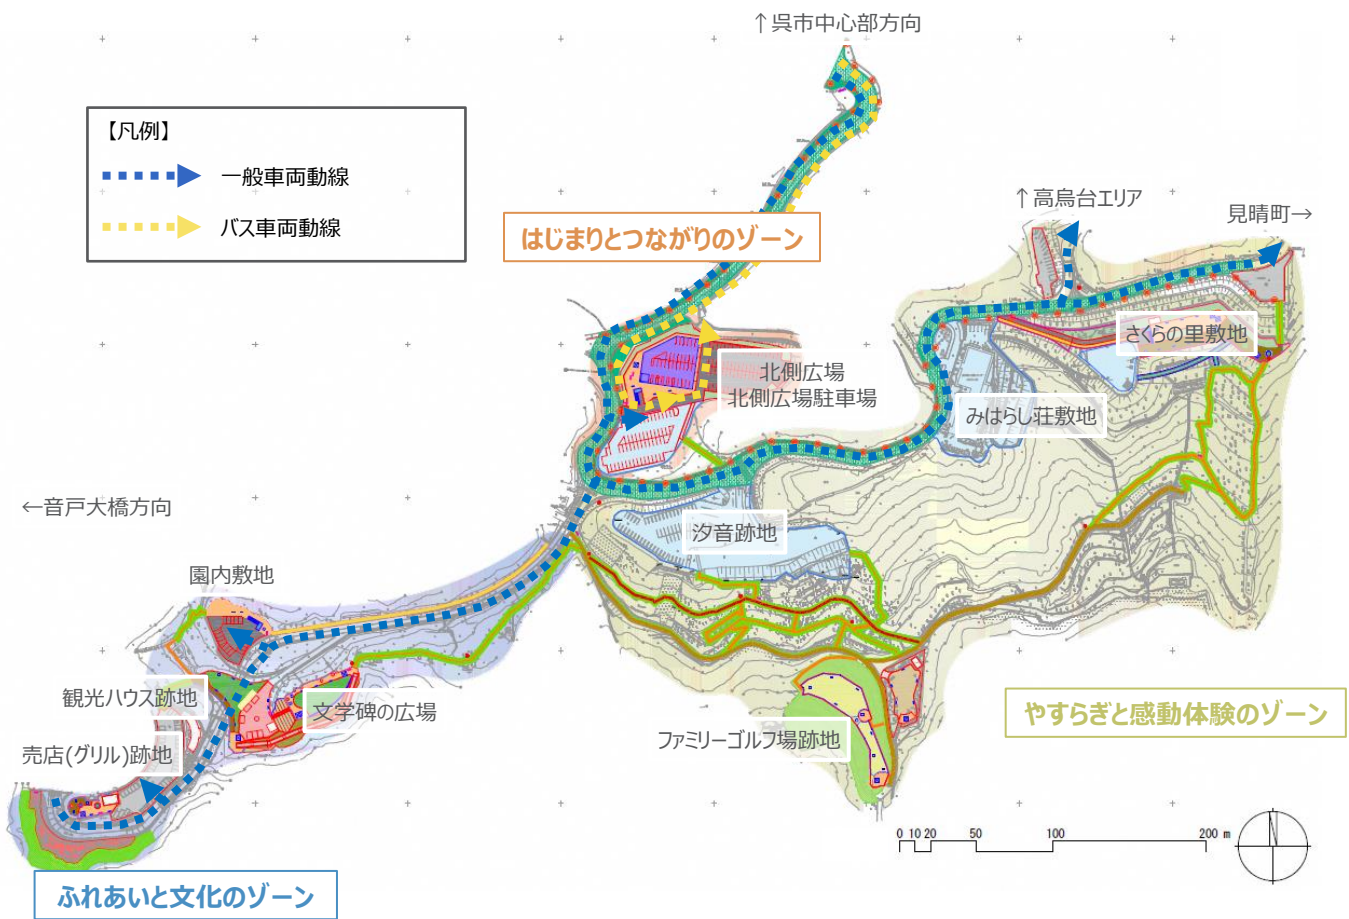 ↑呉市中心部方向
【凡例】
一般車両動線
バス車両動線
はじまりとつながりのゾーン
↑高烏台エリア
見晴町→
さくらの里敷地
北側広場
北側広場駐車場
みはらし荘敷地
←音戸大橋方向
汐音跡地
園内敷地
観光ハウス跡地
文学碑の広場
売店(グリル)跡地
ファミリーゴルフ場跡地
やすらぎと感動体験のゾーン
0 10 20 50 100 200 m
ふれあいと文化のゾーン